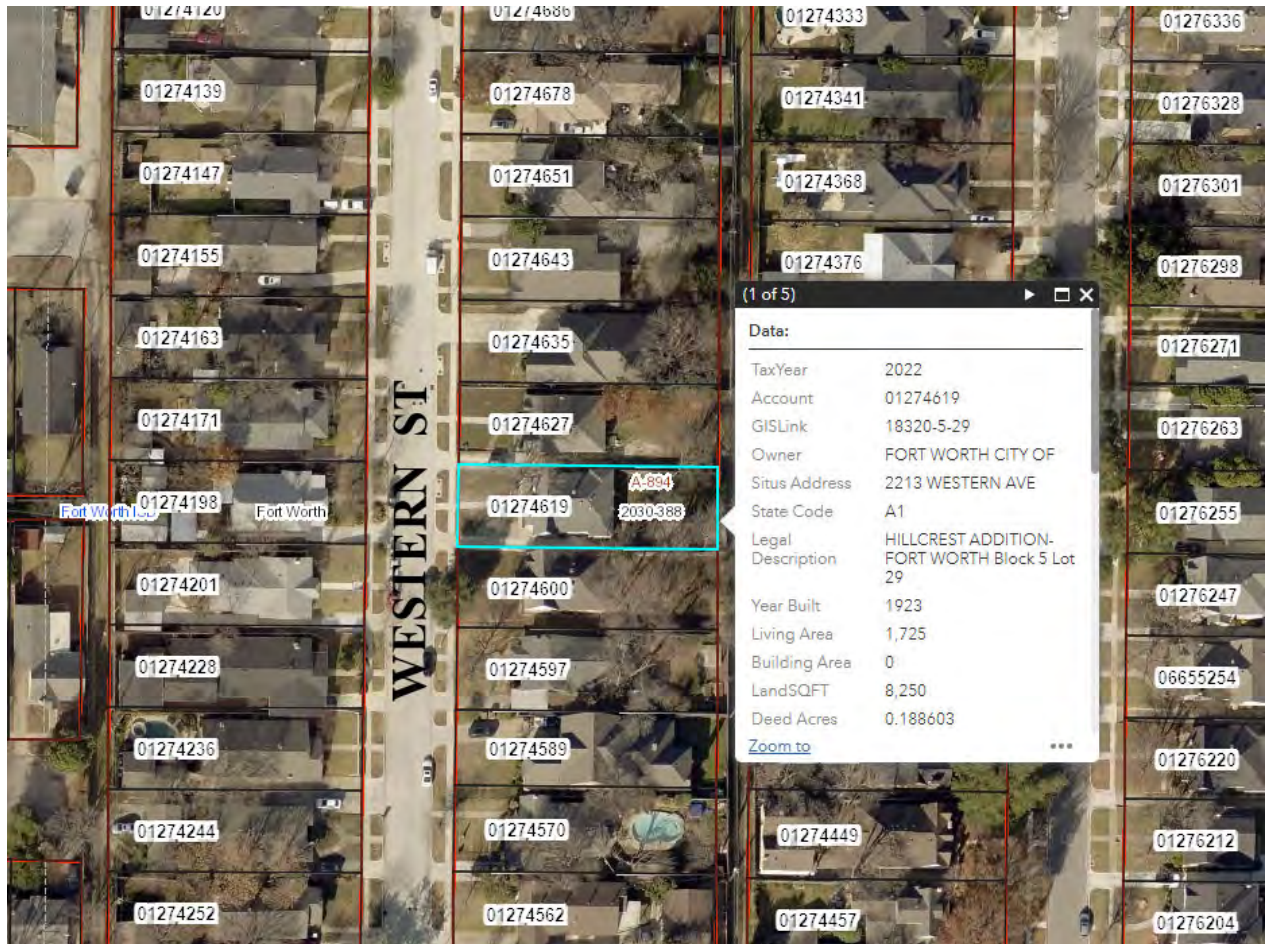 01274120
01274686
01274333
01276336
01274139
01274678
01274341
01276328
01274147
01274651
01274368
01276301
01274155
01274643
01274376
01276298
01274163
01274635
01276271
01274171
01274627
01276263
01274198
Fort Worth ISD
Fort Worth
01274619
A-894
2030-388
01276255
01274201
01274600
01276247
01274228
01274597
06655254
01274236
01274589
01276220
01274244
01274570
01274449
01276212
01274252
01274562
01274457
01276204
WESTERN ST
(1 of 5)
Data:
TaxYear 2022
Account 01274619
GISLink 18320-5-29
Owner FORT WORTH CITY OF
Situs Address 2213 WESTERN AVE
State Code A1
Legal Description HILLCREST ADDITION-
FORT WORTH Block 5 Lot
29
Year Built 1923
Living Area 1,725
Building Area 0
LandSQFT 8,250
Deed Acres 0.188603
Zoom to